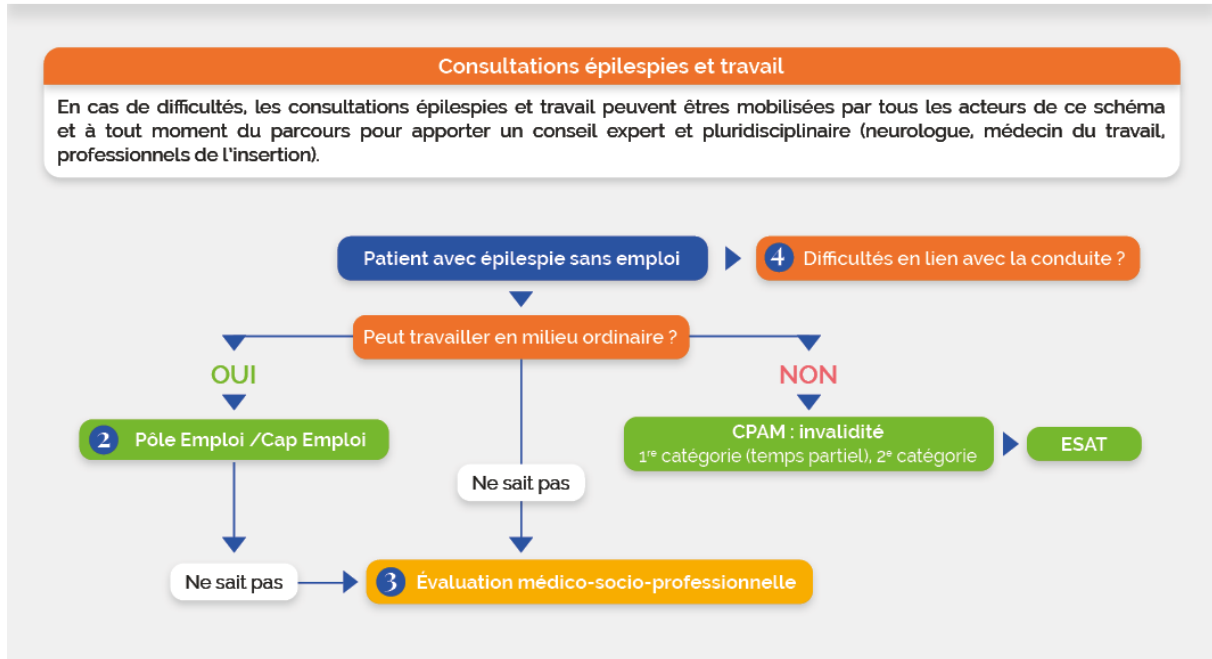 Consultations épilespies et travail
En cas de difficultés, les consultations épilespies et travail peuvent êtres mobilisées par tous les acteurs de ce schéma
et à tout moment du parcours pour apporter un conseil expert et pluridisciplinaire (neurologue, médecin du travail,
professionnels de l'insertion).
Patient avec épilepsie sans emploi
4 Difficultés en lien avec la conduite ?
Peut travailler en milieu ordinaire ?
OUI
NON
2 Pôle Emploi /Cap Emploi
CPAM : invalidité
1re catégorie (temps partiel), 2e catégorie
ESAT
Ne sait pas
Ne sait pas
3 Évaluation médico-socio-professionnelle